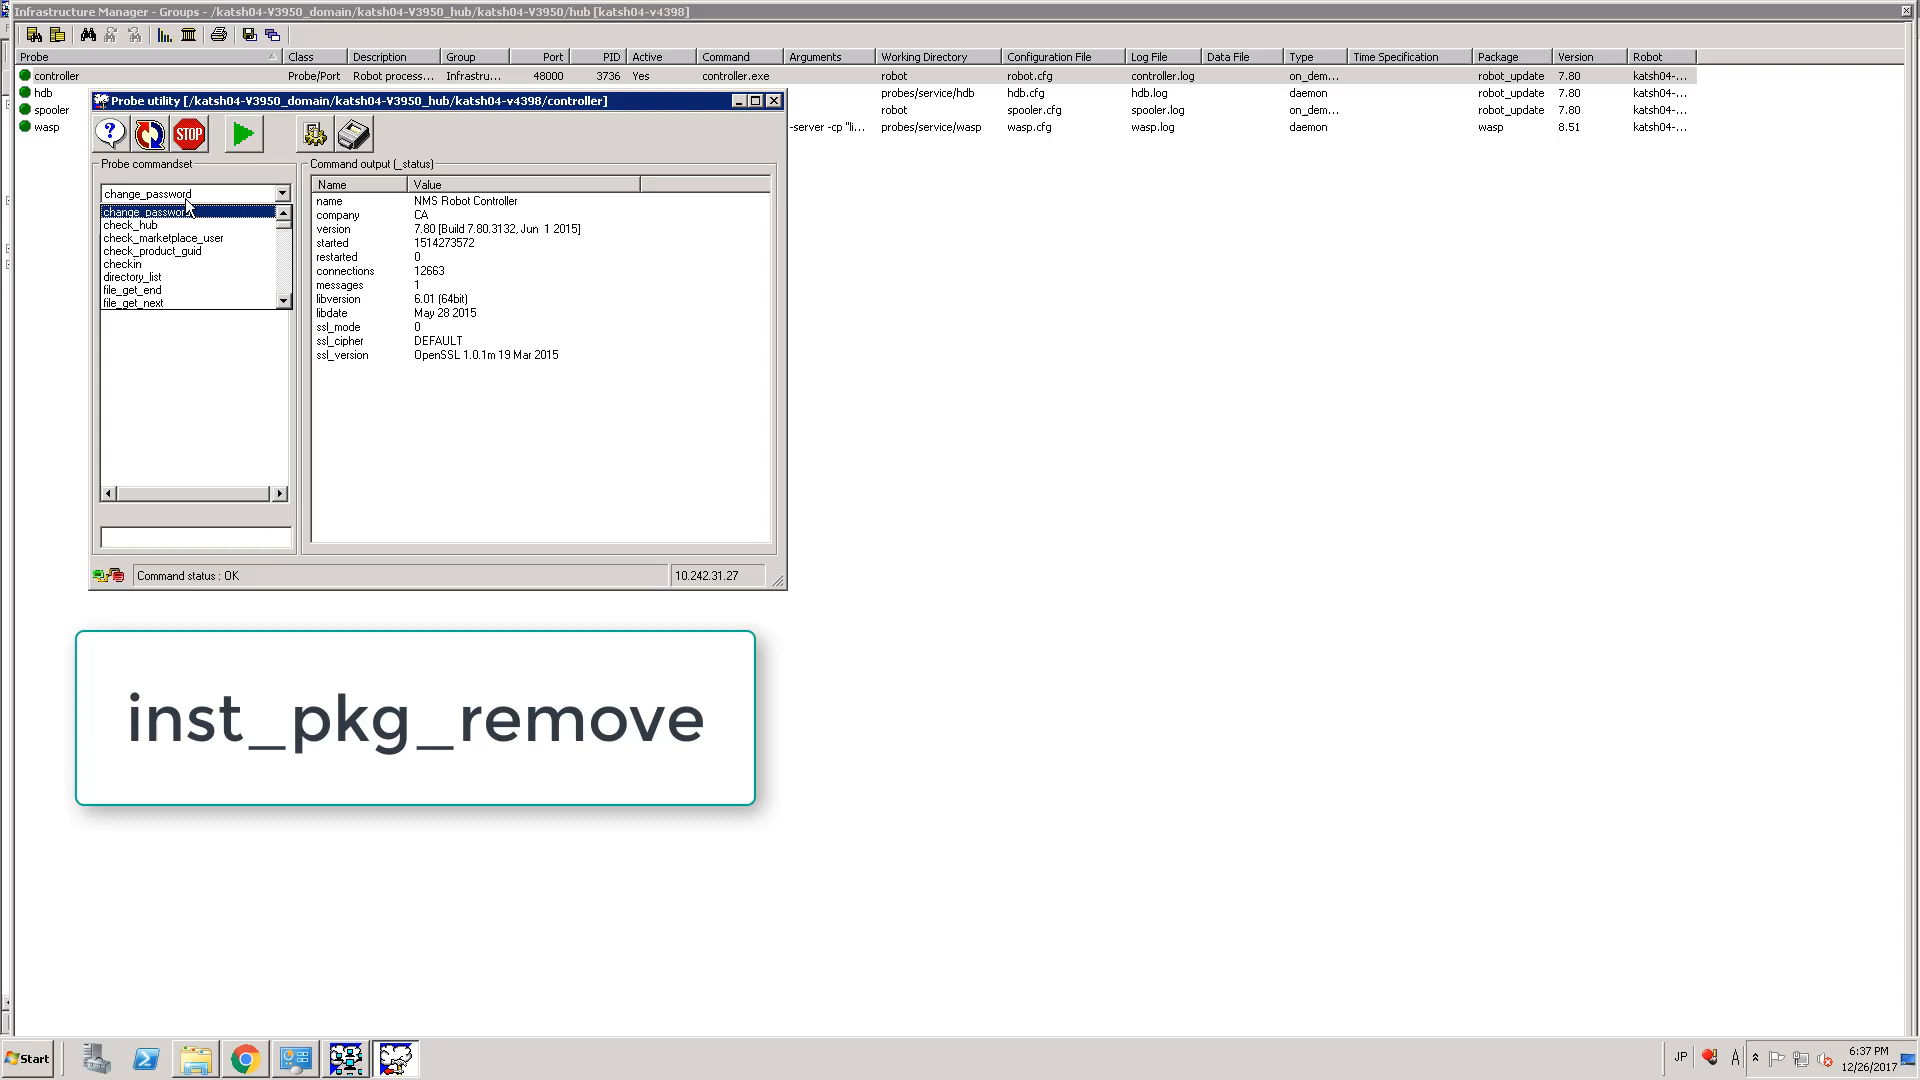 Infrastructure Manager - Groups - /katsh04-V3950_domain/katsh04-V3950_hub/katsh04-V3950/hub [katsh04-v4398]
Probe Class Description Group Port PID Active Command Arguments Working Directory Configuration File Log File Data File Type Time Specification Package Version Robot
controller Probe/Port Robot process... Infrastru... 48000 3736 Yes controller.exe robot robot.cfg controller.log on_dem... robot_update 7.80 katsh04-...
hdb probes/service/hdb hdb.cfg hdb.log daemon robot_update 7.80 katsh04-...
spooler robot spooler.cfg spooler.log on_dem... robot_update 7.80 katsh04-...
wasp -server -cp "li... probes/service/wasp wasp.cfg wasp.log daemon wasp 8.51 katsh04-...
Probe utility [/katsh04-V3950_domain/katsh04-V3950_hub/katsh04-v4398/controller]
STOP
Probe commandset
change_password
change_password
check_hub
check_marketplace_user
check_product_guid
checkin
directory_list
file_get_end
file_get_next
Command output (_status)
Name Value
name NMS Robot Controller
company CA
version 7.80 [Build 7.80.3132, Jun 1 2015]
started 1514273572
restarted 0
connections 12663
messages 1
libversion 6.01 (64bit)
libdate May 28 2015
ssl_mode 0
ssl_cipher DEFAULT
ssl_version OpenSSL 1.0.1m 19 Mar 2015
Command status : OK 10.242.31.27
inst_pkg_remove
Start
JP
A
6:37 PM
12/26/2017